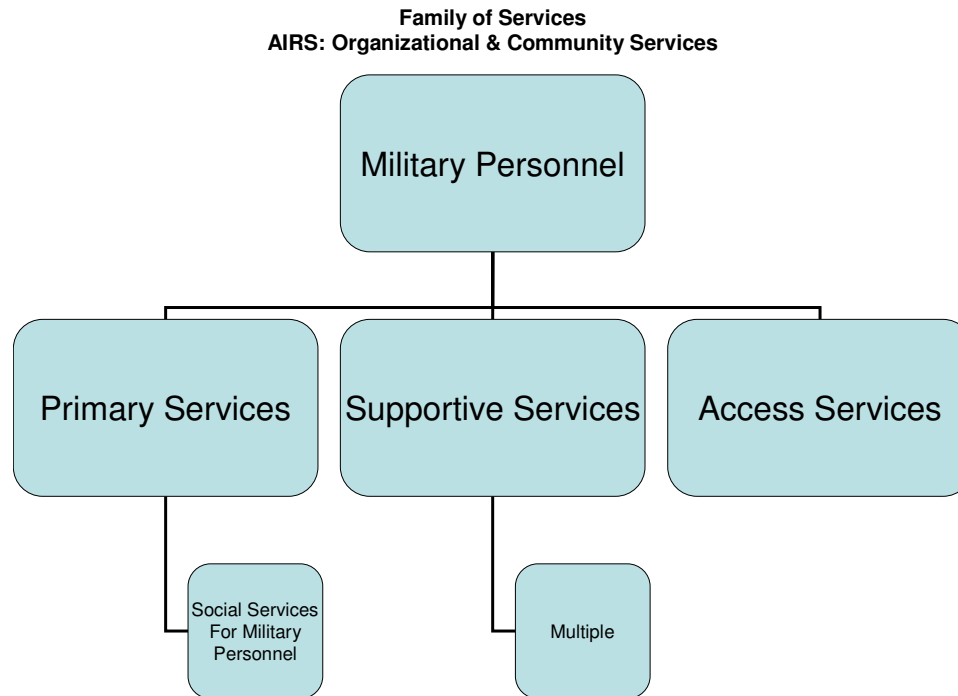 Family of Services
AIRS: Organizational & Community Services
Military Personnel
Primary Services
Supportive Services
Access Services
Social Services
For Military
Personnel
Multiple